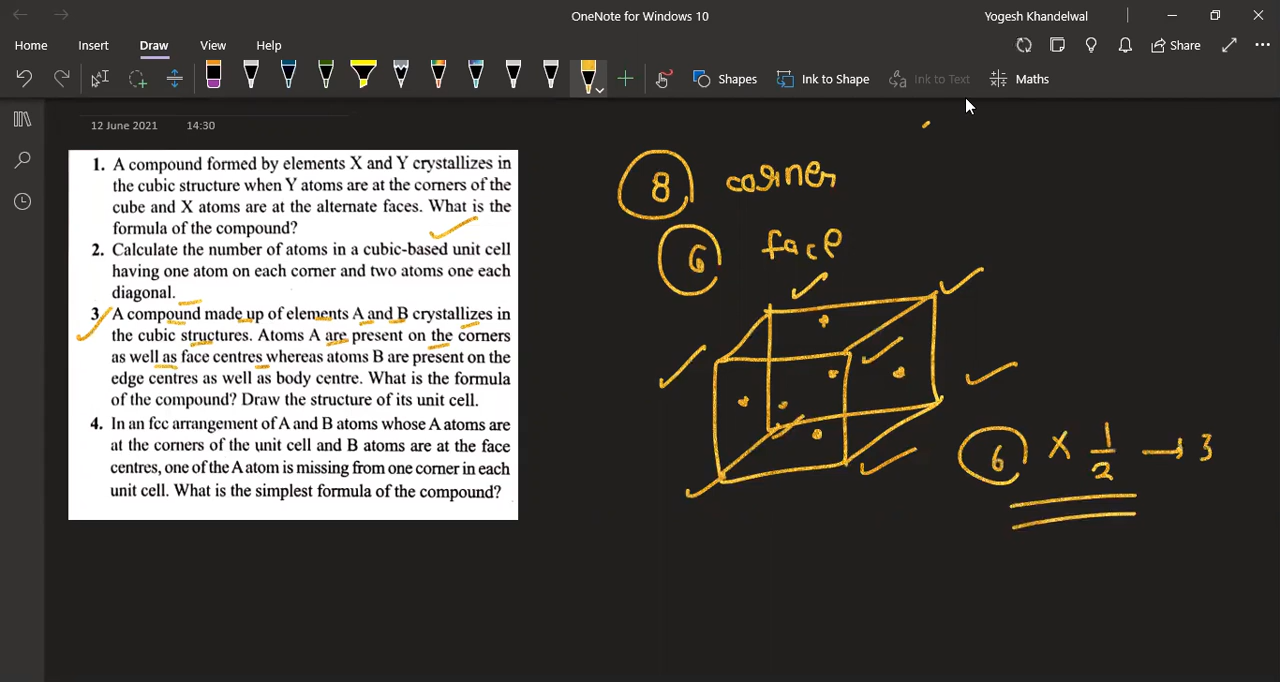 OneNote for Windows 10
Yogesh Khandelwal
Home Insert Draw View Help
Share
Shapes Ink to Shape Ink to Text Maths
12 June 2021 14:30
1. A compound formed by elements X and Y crystallizes in
the cubic structure when Y atoms are at the corners of the
cube and X atoms are at the alternate faces. What is the
formula of the compound?
2. Calculate the number of atoms in a cubic-based unit cell
having one atom on each corner and two atoms one each
diagonal.
3. A compound made up of elements A and B crystallizes in
the cubic structures. Atoms A are present on the corners
as well as face centres whereas atoms B are present on the
edge centres as well as body centre. What is the formula
of the compound? Draw the structure of its unit cell.
4. In an fcc arrangement of A and B atoms whose A atoms are
at the corners of the unit cell and B atoms are at the face
centres, one of the A atom is missing from one corner in each
unit cell. What is the simplest formula of the compound?
8 corner
6 face
6 × 1/2 → 3